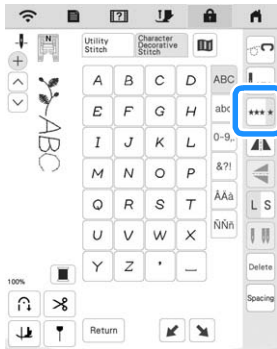 N
Utility
Stitch
Character
Decorative
Stitch
ABC
A B C D
E F G H
I J K L
M N O P
Q R S T
U V W X
Y Z ' _
ABC
abc
0~9,.
&?!
ÄÅà
ÑÑñ
L S
Delete
Spacing
100%
Return